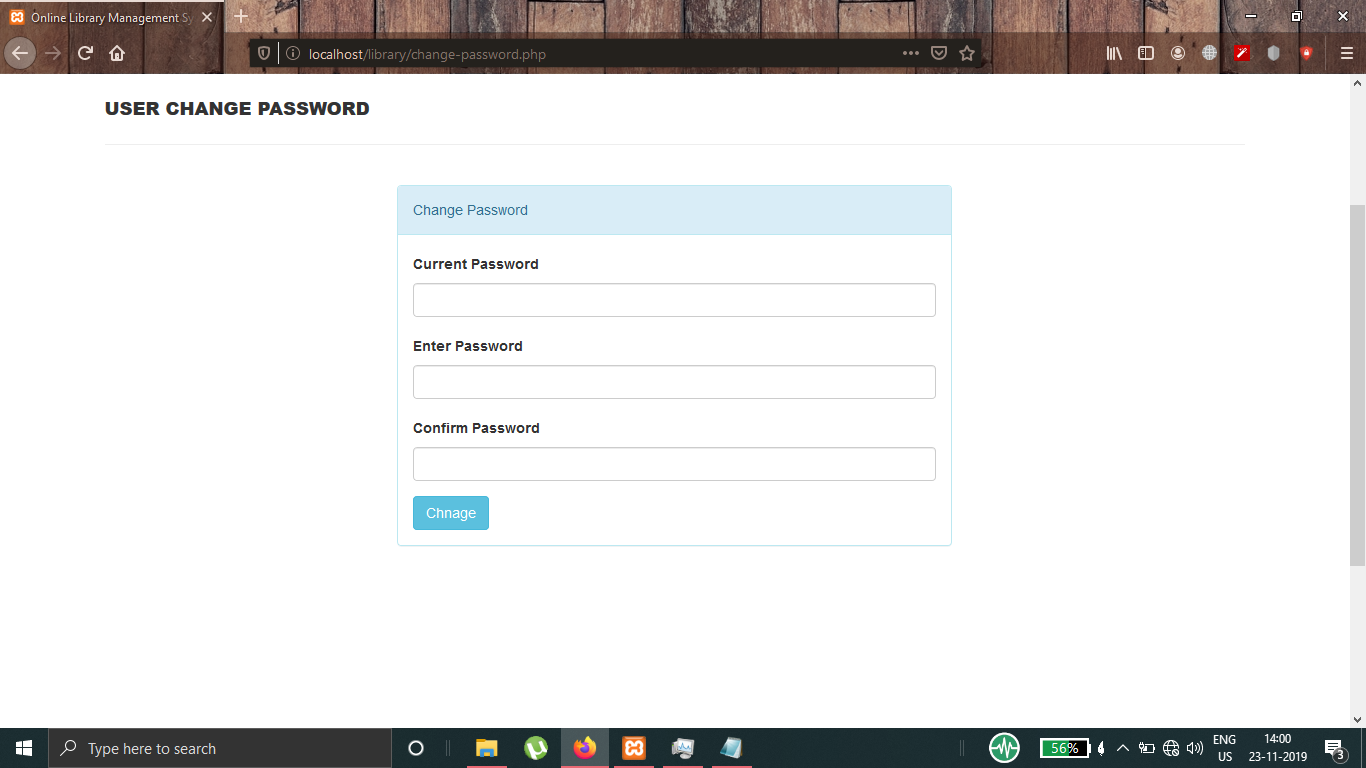 Online Library Management Sy
localhost/library/change-password.php
USER CHANGE PASSWORD
Change Password
Current Password
Enter Password
Confirm Password
Chnage
Type here to search
56%
ENG
US
14:00
23-11-2019
3